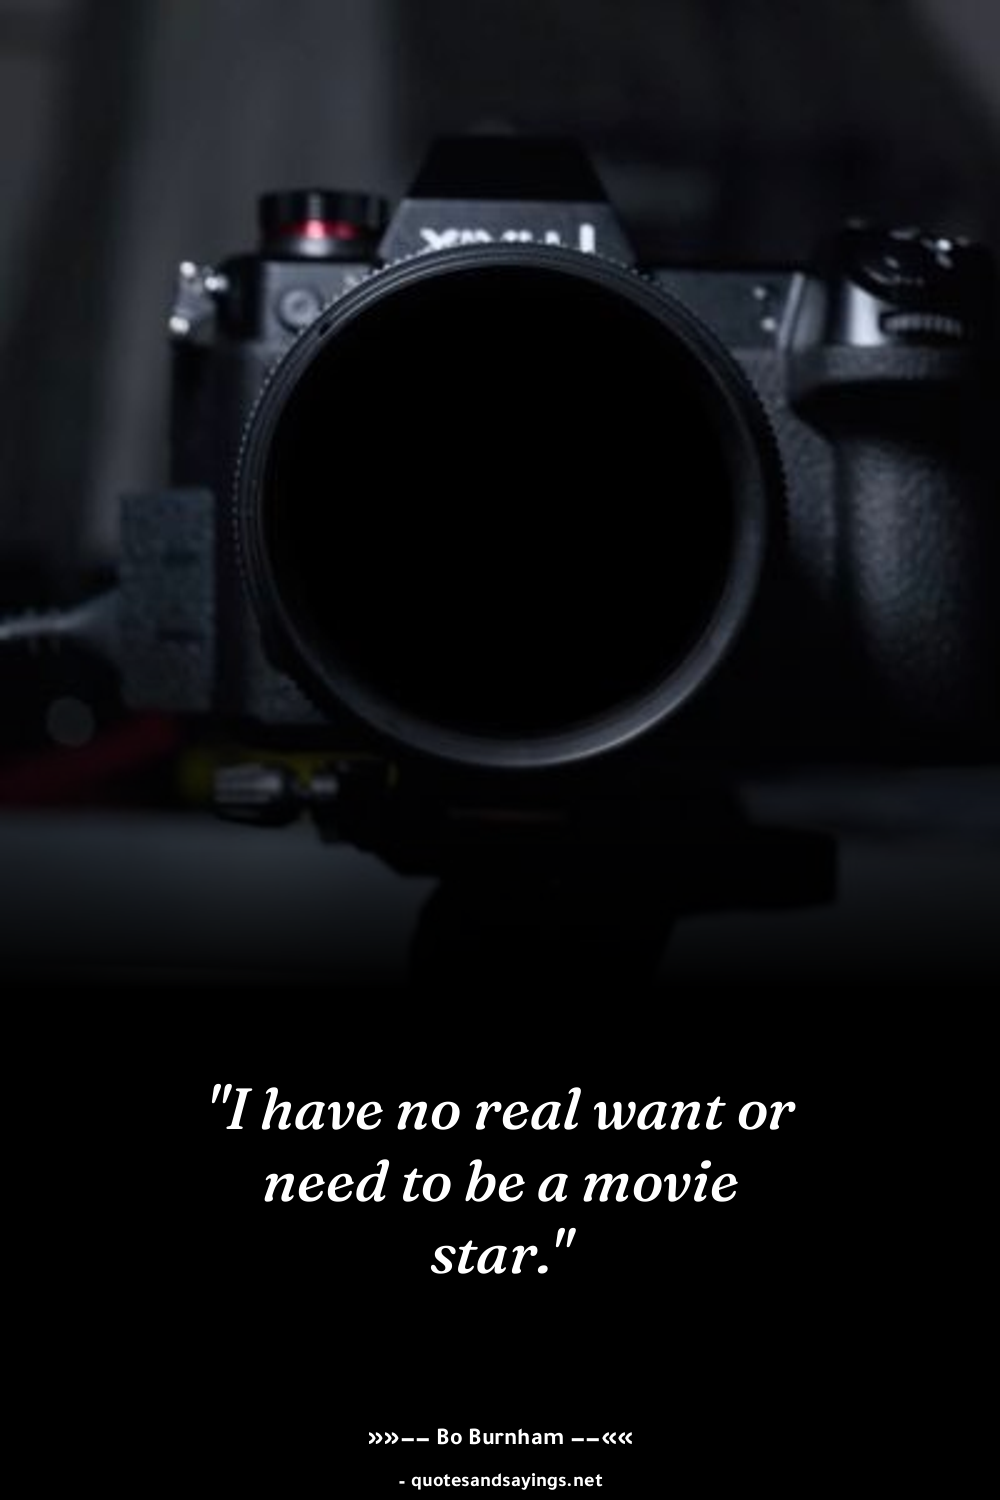 "I have no real want or
need to be a movie
star."
»»–– Bo Burnham ––««
- quotesandsayings.net